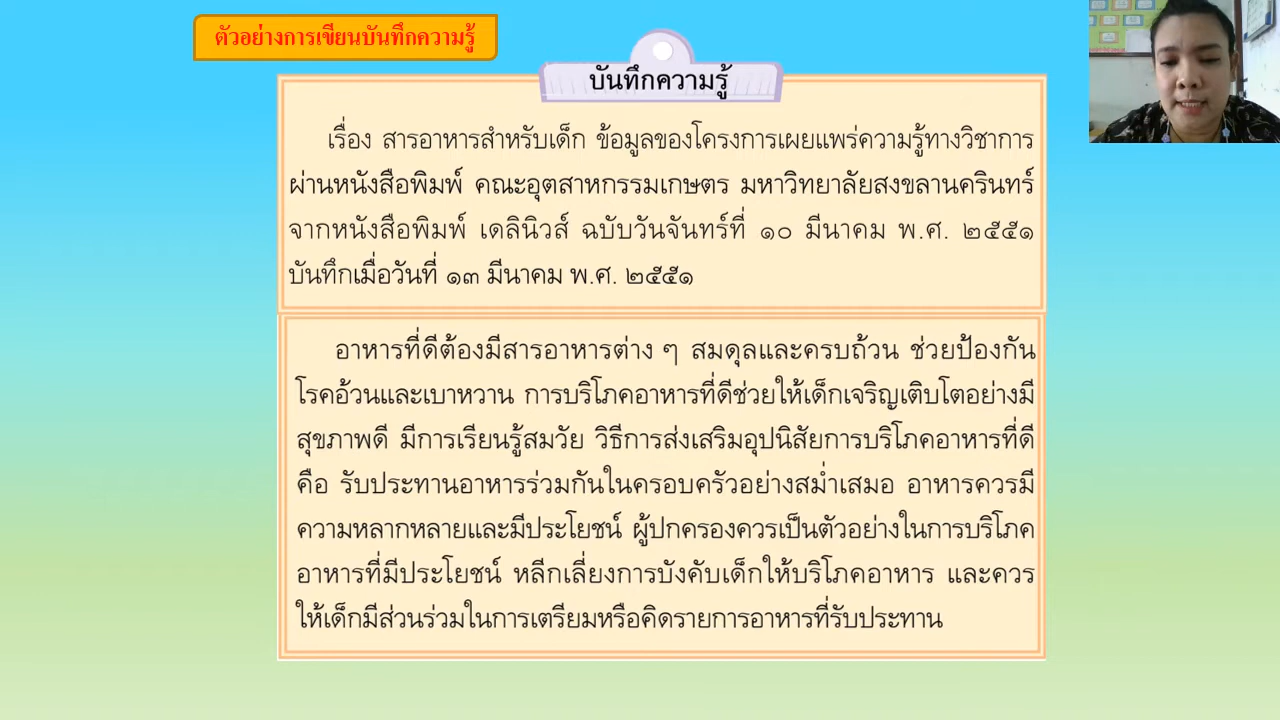 ตัวอย่างการเขียนบันทึกความรู้
บันทึกความรู้
เรื่อง สารอาหารสำหรับเด็ก ข้อมูลของโครงการเผยแพร่ความรู้ทางวิชาการ
ผ่านหนังสือพิมพ์ คณะอุตสาหกรรมเกษตร มหาวิทยาลัยสงขลานครินทร์
จากหนังสือพิมพ์ เดลินิวส์ ฉบับวันจันทร์ที่ ๑๐ มีนาคม พ.ศ. ๒๕๕๑
บันทึกเมื่อวันที่ ๑๓ มีนาคม พ.ศ. ๒๕๕๑
อาหารที่ดีต้องมีสารอาหารต่าง ๆ สมดุลและครบถ้วน ช่วยป้องกัน
โรคอ้วนและเบาหวาน การบริโภคอาหารที่ดีช่วยให้เด็กเจริญเติบโตอย่างมี
สุขภาพดี มีการเรียนรู้สมวัย วิธีการส่งเสริมอุปนิสัยการบริโภคอาหารที่ดี
คือ รับประทานอาหารร่วมกันในครอบครัวอย่างสม่ำเสมอ อาหารควรมี
ความหลากหลายและมีประโยชน์ ผู้ปกครองควรเป็นตัวอย่างในการบริโภค
อาหารที่มีประโยชน์ หลีกเลี่ยงการบังคับเด็กให้บริโภคอาหาร และควร
ให้เด็กมีส่วนร่วมในการเตรียมหรือคิดรายการอาหารที่รับประทาน